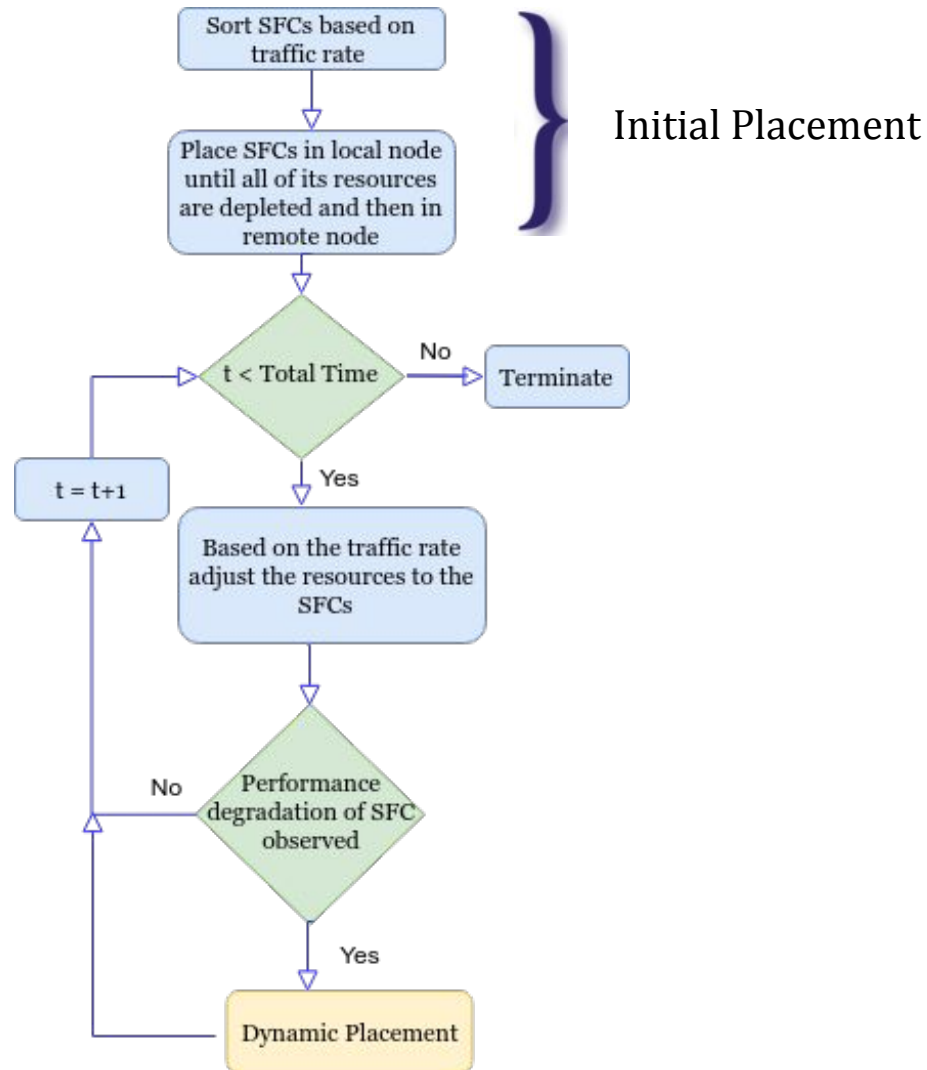 Sort SFCs based on
traffic rate
Initial Placement
Place SFCs in local node
until all of its resources
are depleted and then in
remote node
t < Total Time
No
Terminate
Yes
t = t+1
Based on the traffic rate
adjust the resources to the
SFCs
No
Performance
degradation of SFC
observed
Yes
Dynamic Placement